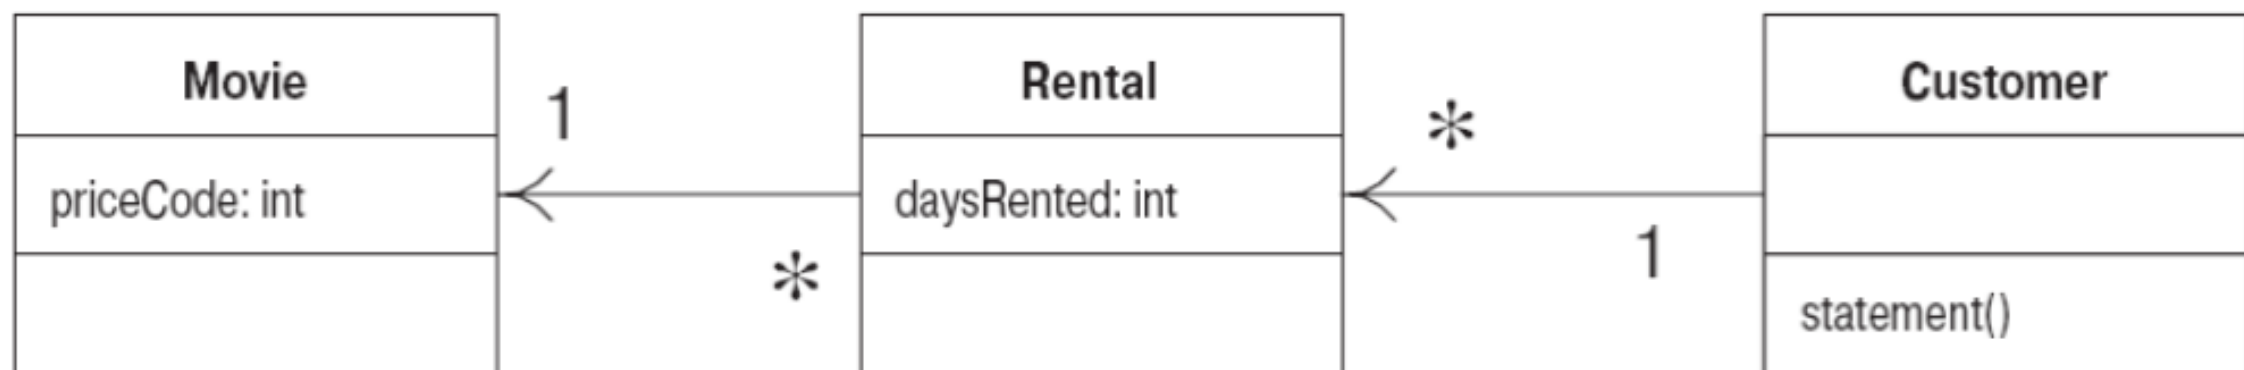 Movie
priceCode: int
1
*
Rental
daysRented: int
*
1
Customer
statement()